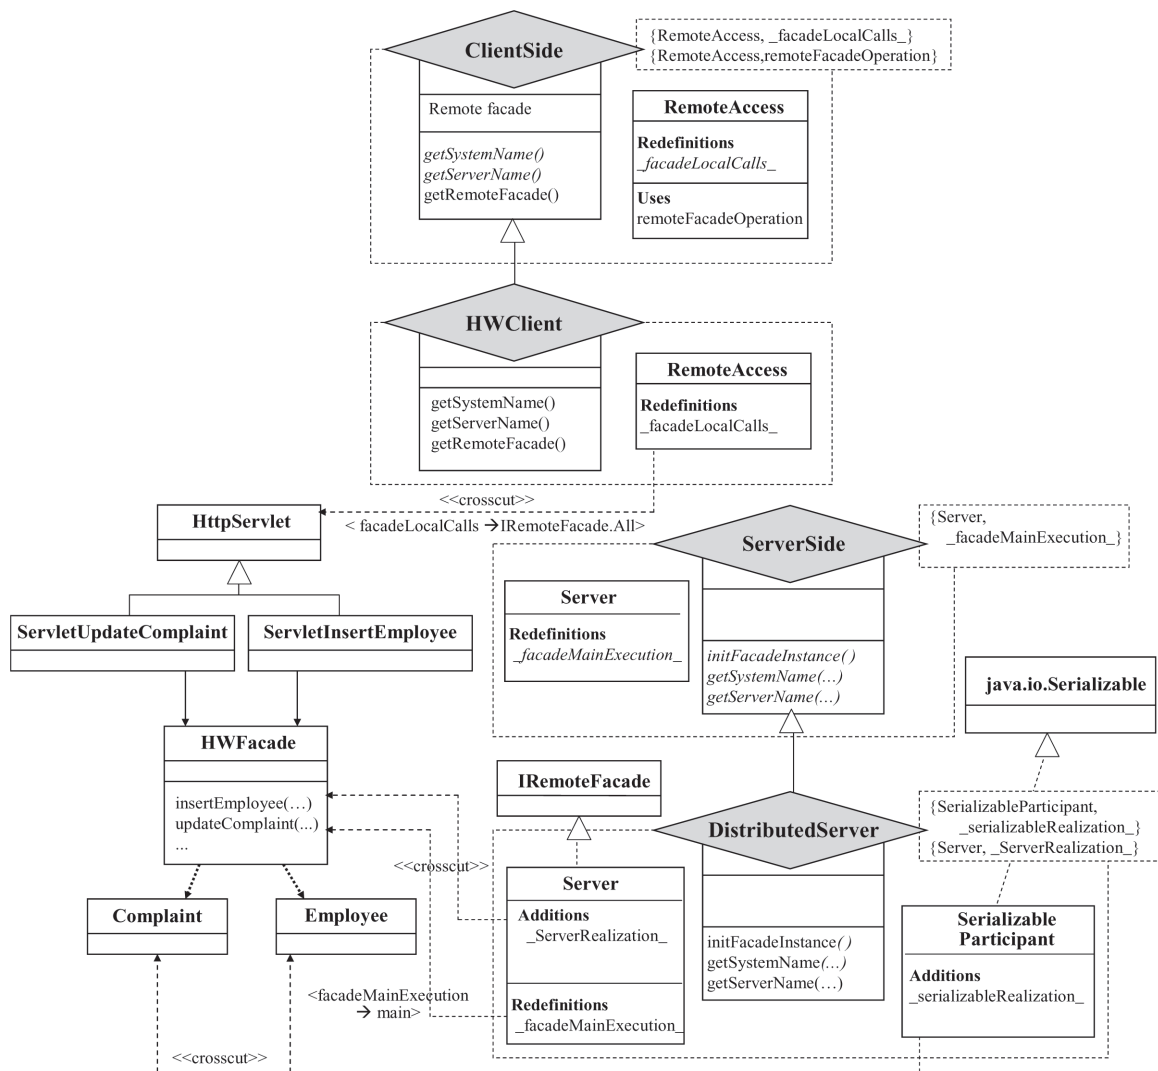 ClientSide
{RemoteAccess, _facadeLocalCalls_}
{RemoteAccess,remoteFacadeOperation}
Remote facade
getSystemName()
getServerName()
getRemoteFacade()
RemoteAccess
Redefinitions
_facadeLocalCalls_
Uses
remoteFacadeOperation
HWClient
getSystemName()
getServerName()
getRemoteFacade()
RemoteAccess
Redefinitions
_facadeLocalCalls_
<<crosscut>>
< facadeLocalCalls →IRemoteFacade.All>
HttpServlet
ServletUpdateComplaint
ServletInsertEmployee
HWFacade
insertEmployee(…)
updateComplaint(...)
...
Complaint
Employee
<<crosscut>>
ServerSide
{Server,
_facadeMainExecution_}
Server
Redefinitions
_facadeMainExecution_
initFacadeInstance()
getSystemName(…)
getServerName(…)
java.io.Serializable
IRemoteFacade
DistributedServer
{SerializableParticipant,
_serializableRealization_}
{Server, _ServerRealization_}
<<crosscut>>
Server
Additions
_ServerRealization_
Redefinitions
_facadeMainExecution_
<facadeMainExecution
→ main>
initFacadeInstance()
getSystemName(…)
getServerName(…)
Serializable
Participant
Additions
_serializableRealization_